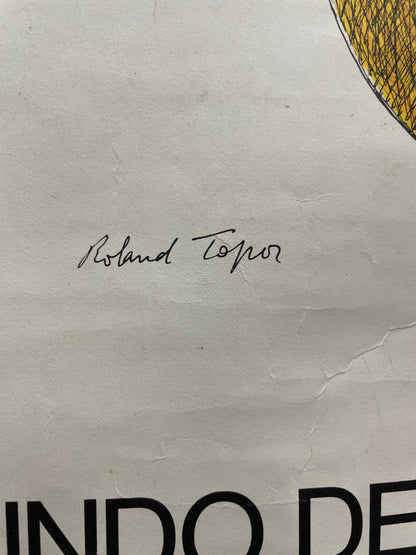 Roland Topor
INDO DE